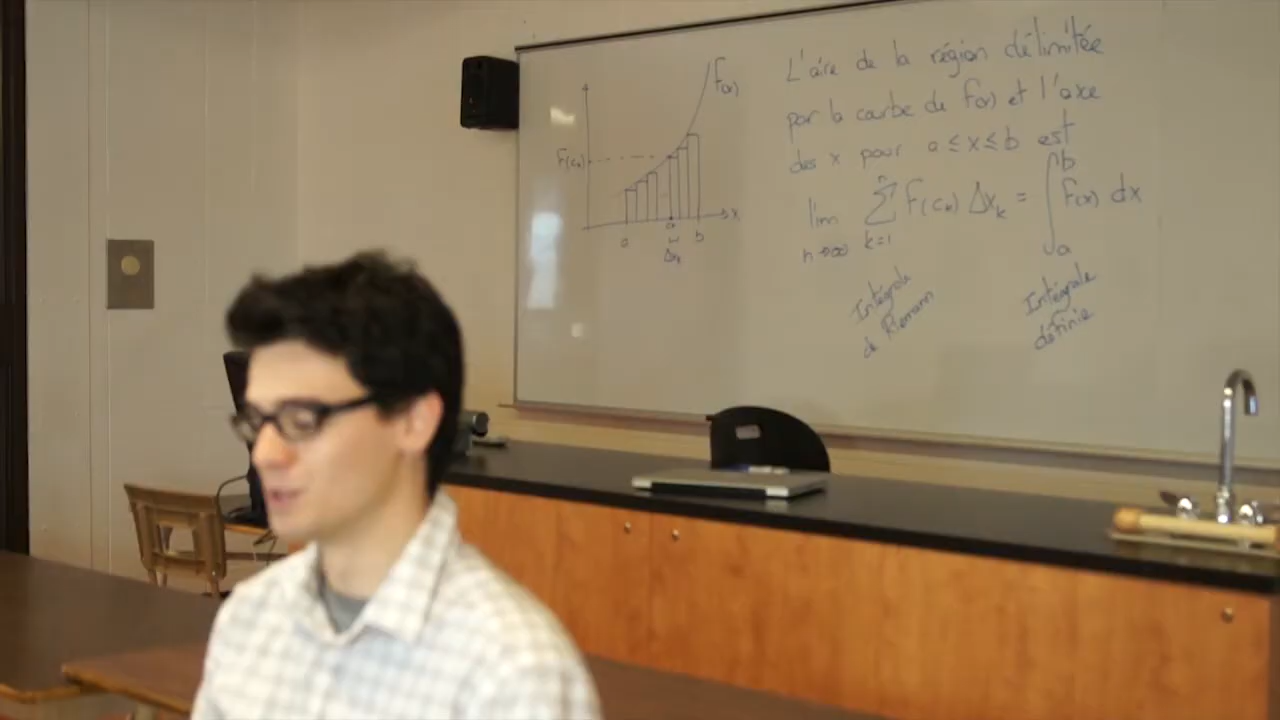 L'aire de la région délimitée
par la courbe de f(x) et l'axe
des x pour a ≤ x ≤ b est
lim n→∞ n Σ k=1 f(cₖ) Δxₖ = ∫ b a f(x) dx
Intégrale
de Riemann
Intégrale
définie
f(x)
f(cₖ)
x
a
b
Δxₖ